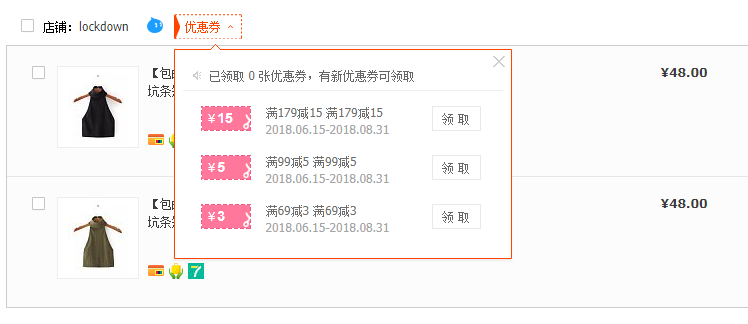 店铺：lockdown 优惠券
已领取 0 张优惠券，有新优惠券可领取
¥15 满179减15 满179减15 领 取
2018.06.15-2018.08.31
¥5 满99减5 满99减5 领 取
2018.06.15-2018.08.31
¥3 满69减3 满69减3 领 取
2018.06.15-2018.08.31
【包 ¥48.00
坑条
【包 ¥48.00
坑条
7